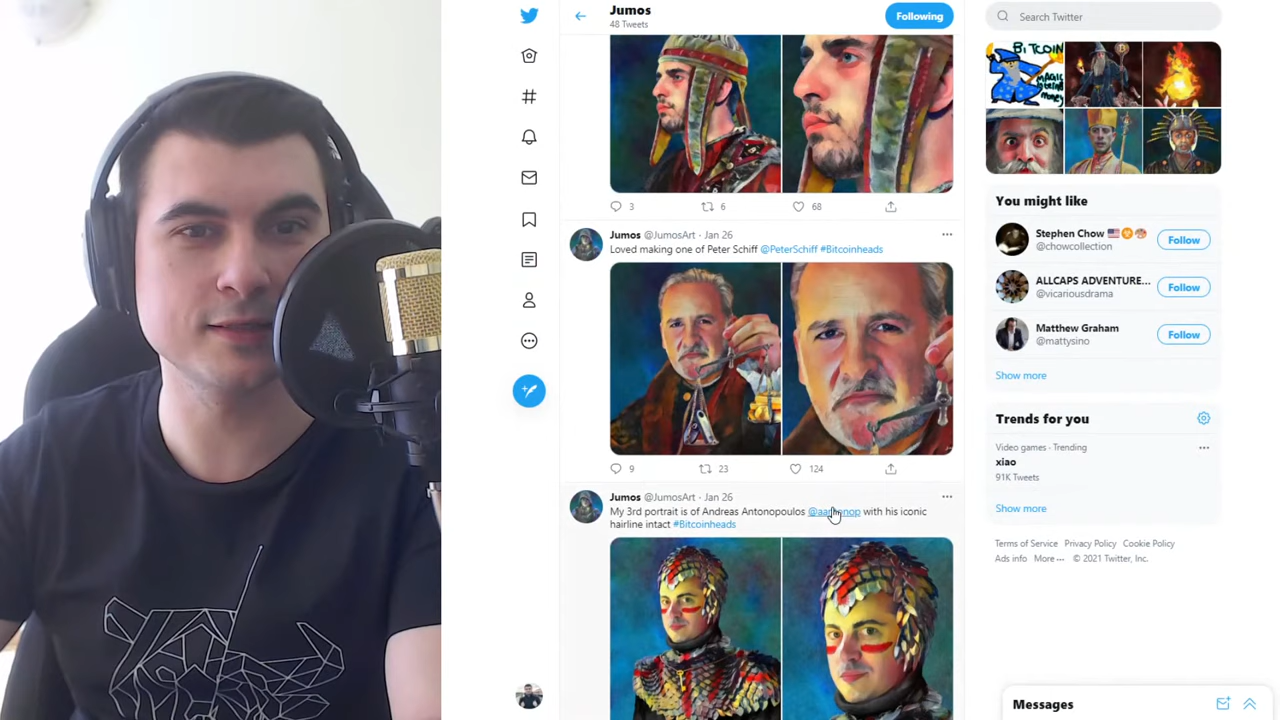 Jumos
48 Tweets
Following
Search Twitter
BITCOIN
MAGIC
INTERNET
MONEY
3
6
68
Jumos @JumosArt · Jan 26
Loved making one of Peter Schiff @PeterSchiff #Bitcoinheads
9
23
124
Jumos @JumosArt · Jan 26
My 3rd portrait is of Andreas Antonopoulos with his iconic
hairline intact #Bitcoinheads
You might like
Stephen Chow
@chowcollection
Follow
ALLCAPS ADVENTURE...
@vicariousdrama
Follow
Matthew Graham
@mattysino
Follow
Show more
Trends for you
Video games · Trending
xiao
91K Tweets
Show more
Terms of Service Privacy Policy Cookie Policy
Ads info More ··· © 2021 Twitter, Inc.
Messages